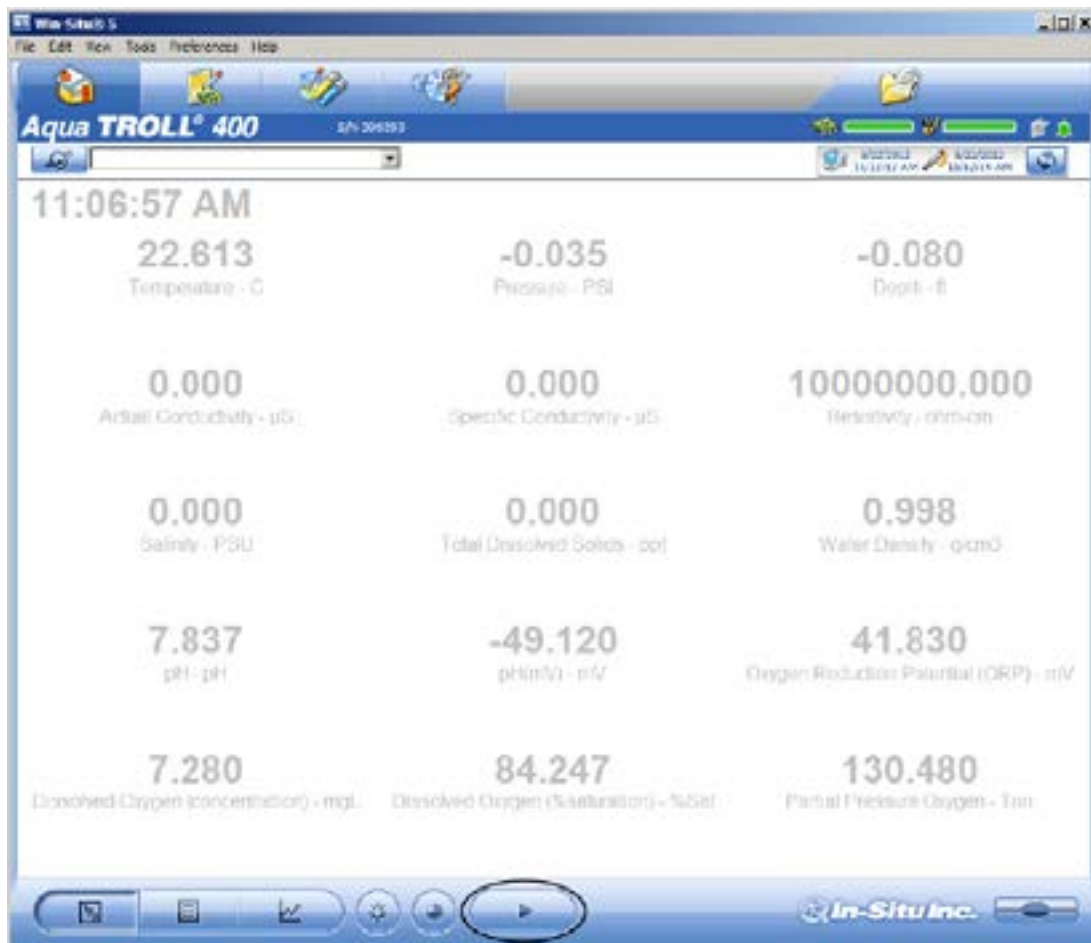 Win-Situ® 5
File Edit View Tools Preferences Help
Aqua TROLL® 400
11:06:57 AM
22.613 -0.035 -0.080
Temperature - C Pressure - PSI Depth - ft
0.000 0.000 10000000.000
Actual Conductivity - µS Specific Conductivity - µS Resistivity - ohm-cm
0.000 0.000 0.998
Salinity - PSU Total Dissolved Solids - ppt Water Density - g/cm3
7.837 -49.120 41.830
pH - pH pH(mV) - mV Oxygen Reduction Potential (ORP) - mV
7.280 84.247 130.480
Dissolved Oxygen (concentration) - mg/L Dissolved Oxygen (%saturation) - %Sat Partial Pressure Oxygen - Torr
In-Situ Inc.